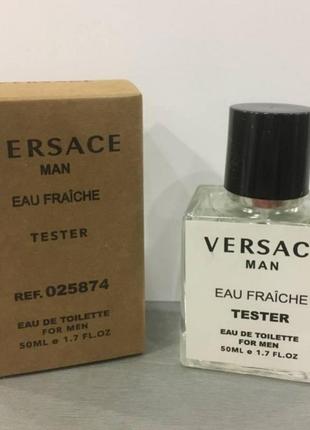 VERSACE
MAN
EAU FRAÎCHE
TESTER
REF. 025874
EAU DE TOILETTE
FOR MEN
50ML e 1.7 FL.OZ
VERSAC
MAN
EAU FRAÎCHE
TESTER
EAU DE TOILETTE
FOR MEN
50ML e 1.7 FL.OZ